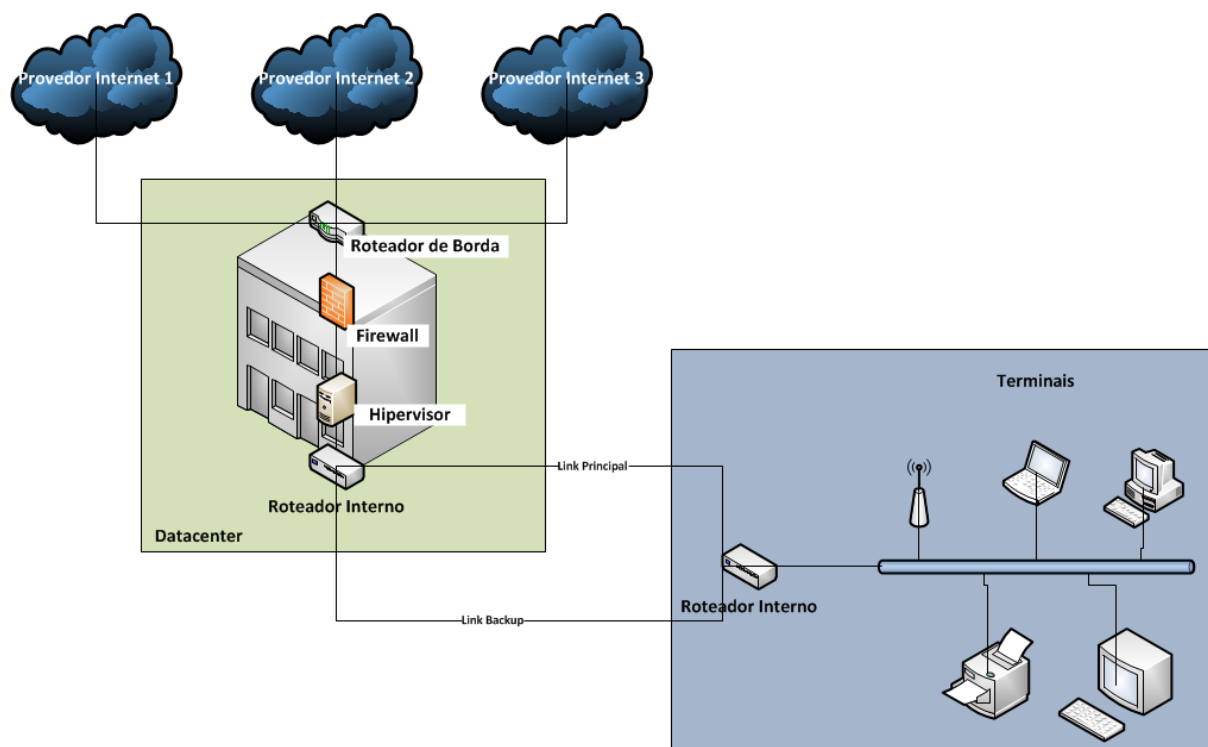 Provedor Internet 1
Provedor Internet 2
Provedor Internet 3
Roteador de Borda
Firewall
Hipervisor
Roteador Interno
Datacenter
Link Principal
Link Backup
Terminais
Roteador Interno